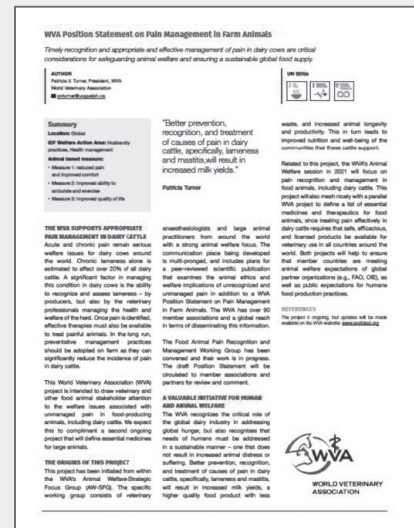 WVA Position Statement on Pain Management in Farm Animals
Timely recognition and appropriate and effective management of pain in dairy cows are critical
considerations for safeguarding animal welfare and ensuring a sustainable global food supply.
AUTHOR
Patricia V. Turner, President, WVA
World Veterinary Association
pvturner@uoguelph.ca
UN SDGs
Summary
Location: Global
IDF Welfare Action Area: Husbandry
practices, Health management
Animal based measure:
• Measure 1: reduced pain
and improved comfort
• Measure 2: improved ability to
ambulate and exercise
• Measure 3: improved quality of life
THE WVA SUPPORTS APPROPRIATE
PAIN MANAGEMENT IN DAIRY CATTLE
Acute and chronic pain remain serious
welfare issues for dairy cows around
the world. Chronic lameness alone is
estimated to affect over 20% of all dairy
cattle. A significant factor in managing
this condition in dairy cows is the ability
to recognize and assess lameness – by
producers, but also by the veterinary
professionals managing the health and
welfare of the herd. Once pain is identified,
effective therapies must also be available
to treat painful animals. In the long run,
preventative management practices
should be adopted on farm as they can
significantly reduce the incidence of pain
in dairy cattle.
This World Veterinary Association (WVA)
project is intended to draw veterinary and
other food animal stakeholder attention
to the welfare issues associated with
unmanaged pain in food-producing
animals, including dairy cattle. We expect
this to compliment a second ongoing
project that will define essential medicines
for large animals.
THE ORIGINS OF THIS PROJECT
This project has been initiated from within
the WVA's Animal Welfare-Strategic
Focus Group (AW-SFG). The specific
working group consists of veterinary
"Better prevention,
recognition, and treatment
of causes of pain in dairy
cattle, specifically, lameness
and mastitis,will result in
increased milk yields."
Patricia Turner
anaesthesiologists and large animal
practitioners from around the world
with a strong animal welfare focus. The
communication piece being developed
is multi-pronged, and includes plans for
a peer-reviewed scientific publication
that examines the animal ethics and
welfare implications of unrecognized and
unmanaged pain in addition to a WVA
Position Statement on Pain Management
in Farm Animals. The WVA has over 90
member associations and a global reach
in terms of disseminating this information.
The Food Animal Pain Recognition and
Management Working Group has been
convened and their work is in progress.
The draft Position Statement will be
circulated to member associations and
partners for review and comment.
A VALUABLE INITIATIVE FOR HUMAN
AND ANIMAL WELFARE
The WVA recognizes the critical role of
the global dairy industry in addressing
global hunger, but also recognises that
needs of humans must be addressed
in a sustainable manner – one that does
not result in increased animal distress or
suffering. Better prevention, recognition,
and treatment of causes of pain in dairy
cattle, specifically, lameness and mastitis,
will result in increased milk yields, a
higher quality food product with less
waste, and increased animal longevity
and productivity. This in turn leads to
improved nutrition and well-being of the
communities that these cattle support.
Related to this project, the WVA's Animal
Welfare session in 2021 will focus on
pain recognition and management in
food animals, including dairy cattle. This
project will also mesh nicely with a parallel
WVA project to define a list of essential
medicines and therapeutics for food
animals, since treating pain effectively in
dairy cattle requires that safe, efficacious,
and licensed products be available for
veterinary use in all countries around the
world. Both projects will help to ensure
that member countries are meeting
animal welfare expectations of global
partner organizations (e.g., FAO, OIE), as
well as public expectations for humane
food production practices.
REFERENCES
The project is ongoing, but updates will be made
available on the WVA website: www.worldvet.org
WVA
WORLD VETERINARY
ASSOCIATION